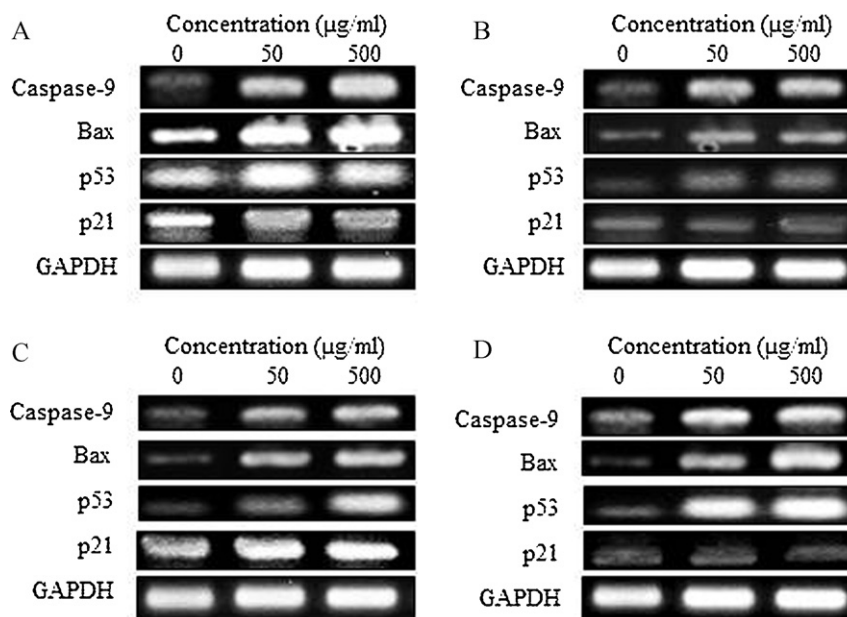 A
Concentration (µg/ml)
0 50 500
Caspase-9
Bax
p53
p21
GAPDH
B
Concentration (µg/ml)
0 50 500
Caspase-9
Bax
p53
p21
GAPDH
C
Concentration (µg/ml)
0 50 500
Caspase-9
Bax
p53
p21
GAPDH
D
Concentration (µg/ml)
0 50 500
Caspase-9
Bax
p53
p21
GAPDH